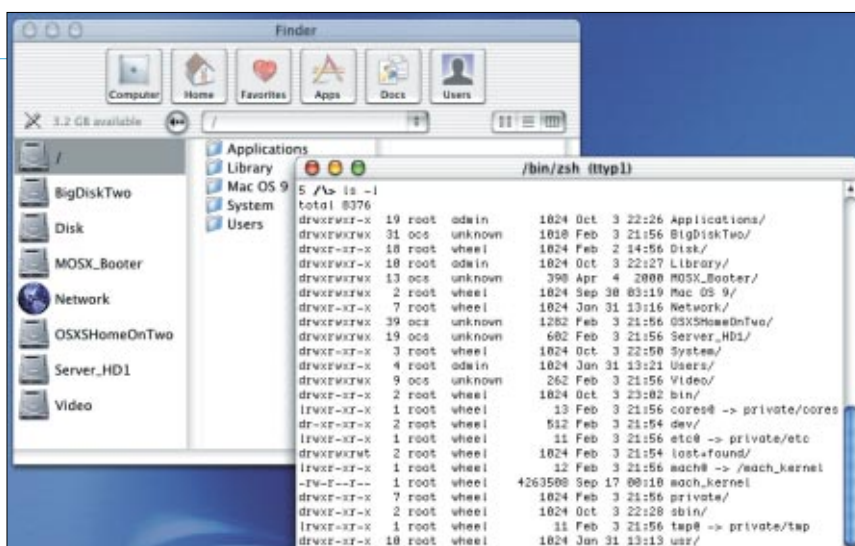 Finder
Computer Home Favorites Apps Docs Users
3.2 GB available /
/
BigDiskTwo
Disk
MOSX_Booter
Network
OSXSHomeOnTwo
Server_HD1
Video
Applications
Library
Mac OS 9
System
Users
/bin/zsh (ttyp1)
5 /\> ls -l
total 8376
drwxrwxr-x 19 root admin 1024 Oct 3 22:26 Applications/
drwxrwxrwx 31 ocs unknown 1010 Feb 3 21:56 BigDiskTwo/
drwxr-xr-x 18 root wheel 1024 Feb 2 14:56 Disk/
drwxrwxr-x 10 root admin 1024 Oct 3 22:27 Library/
drwxrwxrwx 13 ocs unknown 398 Apr 4 2000 MOSX_Booter/
drwxrwxrwx 2 root wheel 1024 Sep 30 03:19 Mac OS 9/
drwxr-xr-x 7 root wheel 1024 Jan 31 13:16 Network/
drwxrwxrwx 39 ocs unknown 1282 Feb 3 21:56 OSXSHomeOnTwo/
drwxrwxrwx 19 ocs unknown 602 Feb 3 21:56 Server_HD1/
drwxr-xr-x 3 root wheel 1024 Oct 3 22:50 System/
drwxrwxr-x 4 root admin 1024 Jan 31 13:21 Users/
drwxrwxrwx 9 ocs unknown 262 Feb 3 21:56 Video/
drwxr-xr-x 2 root wheel 1024 Oct 3 23:02 bin/
lrwxr-xr-x 1 root wheel 13 Feb 3 21:56 cores@ -> private/cores
dr-xr-xr-x 2 root wheel 512 Feb 3 21:54 dev/
lrwxr-xr-x 1 root wheel 11 Feb 3 21:56 etc@ -> private/etc
drwxrwxrwt 2 root wheel 1024 Feb 3 21:54 lost+found/
lrwxr-xr-x 1 root wheel 12 Feb 3 21:56 mach@ -> /mach_kernel
-rw-r--r-- 1 root wheel 4263508 Sep 17 00:10 mach_kernel
drwxr-xr-x 7 root wheel 1024 Feb 3 21:56 private/
drwxr-xr-x 2 root wheel 1024 Oct 3 22:28 sbin/
lrwxr-xr-x 1 root wheel 11 Feb 3 21:56 tmp@ -> private/tmp
drwxr-xr-x 10 root wheel 1024 Jan 31 13:13 usr/